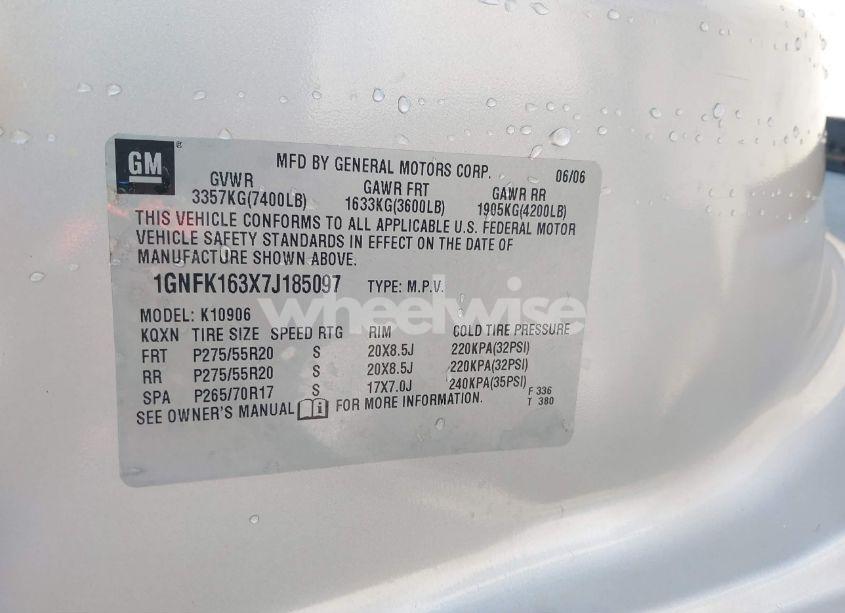 GM ®
MFD BY GENERAL MOTORS CORP. 06/06
GVWR GAWR FRT GAWR RR
3357KG(7400LB) 1633KG(3600LB) 1905KG(4200LB)
THIS VEHICLE CONFORMS TO ALL APPLICABLE U.S. FEDERAL MOTOR
VEHICLE SAFETY STANDARDS IN EFFECT ON THE DATE OF
MANUFACTURE SHOWN ABOVE.
1GNFK163X7J185097 TYPE: M.P.V.
wheelwise
MODEL: K10906
KQXN TIRE SIZE SPEED RTG RIM COLD TIRE PRESSURE
FRT P275/55R20 S 20X8.5J 220KPA(32PSI)
RR P275/55R20 S 20X8.5J 220KPA(32PSI)
SPA P265/70R17 S 17X7.0J 240KPA(35PSI)
SEE OWNER'S MANUAL FOR MORE INFORMATION.
F 336
T 380